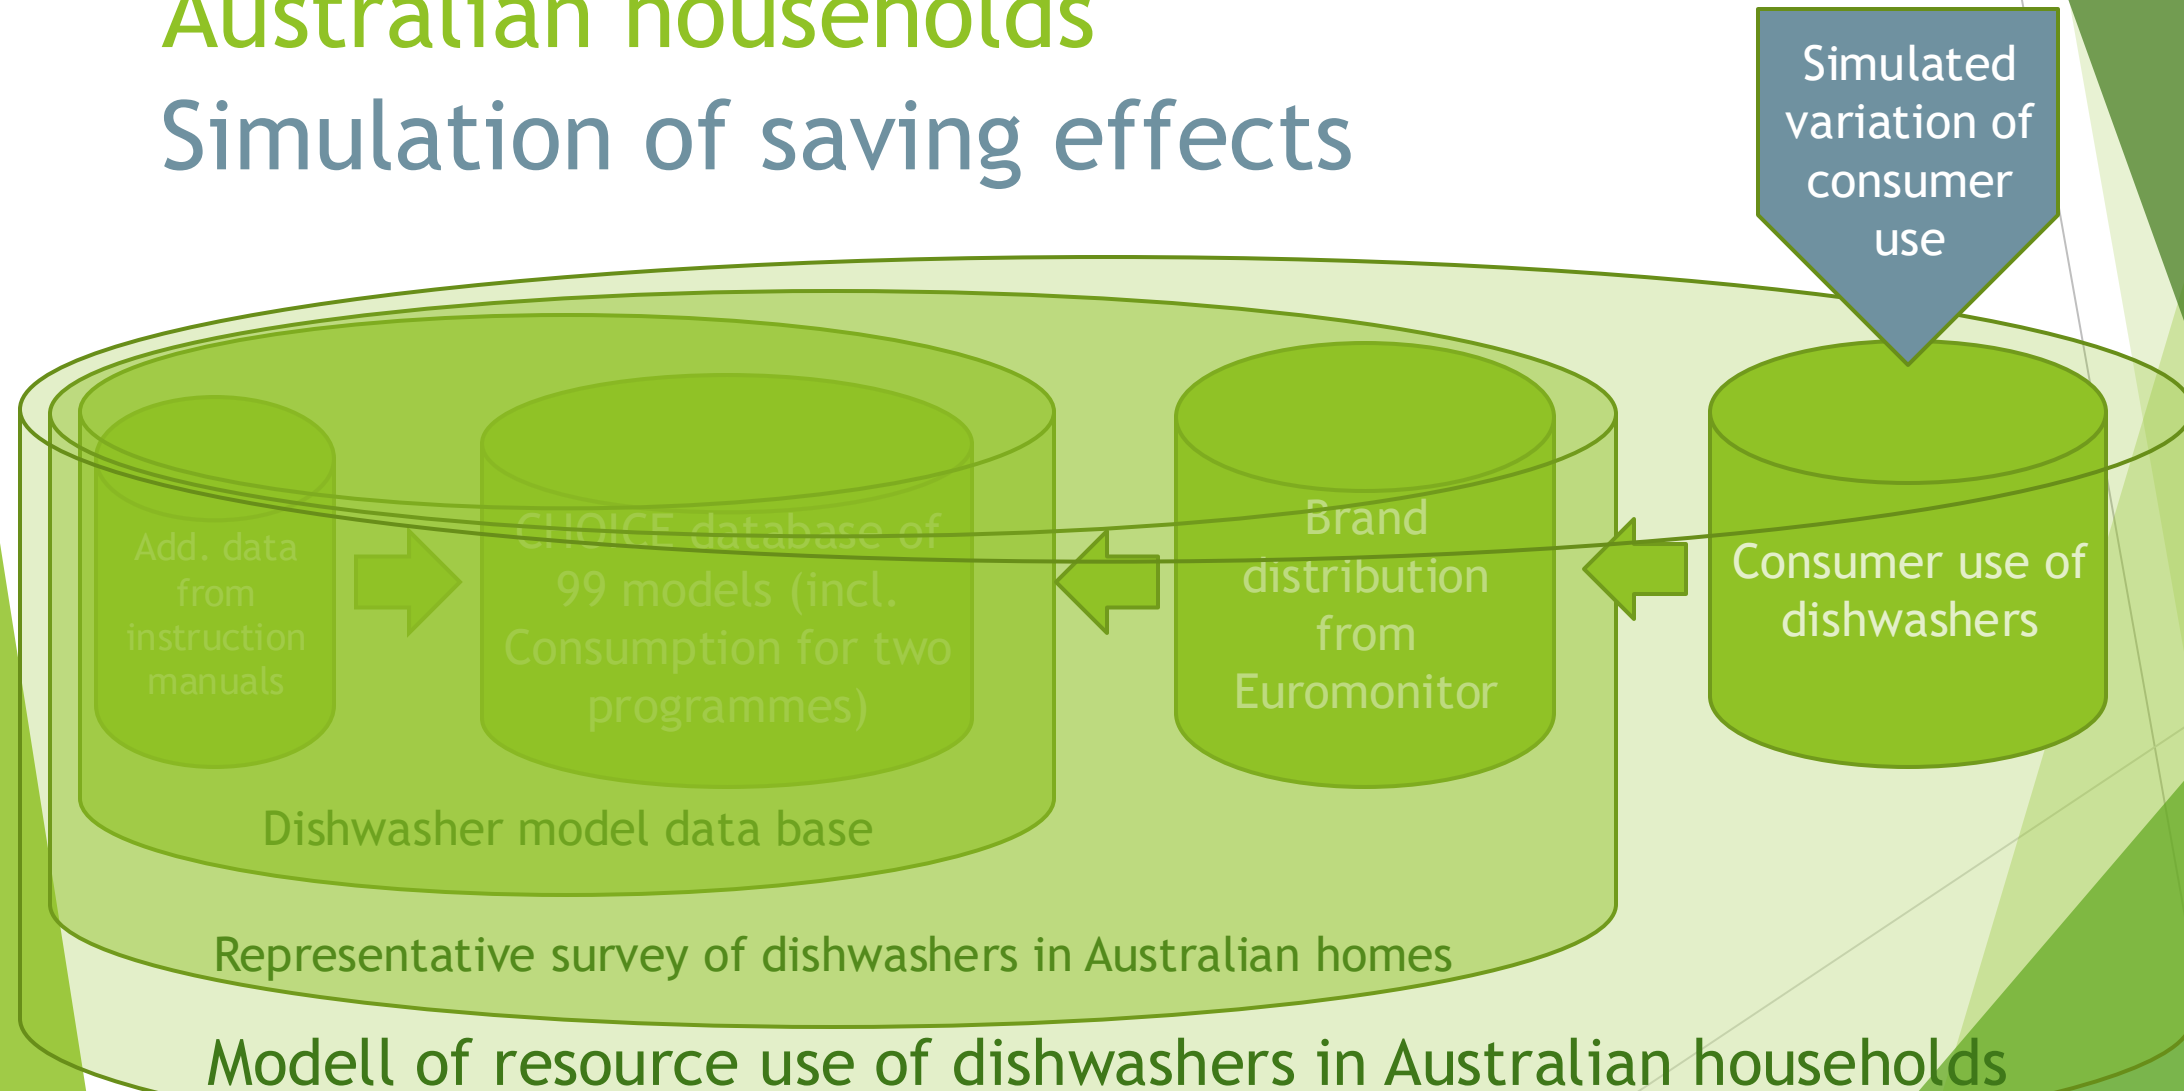 Australian households
Simulation of saving effects
Simulated
variation of
consumer
use
Add. data
from
instruction
manuals
CHOICE database of
99 models (incl.
Consumption for two
programmes)
Brand
distribution
from
Euromonitor
Consumer use of
dishwashers
Dishwasher model data base
Representative survey of dishwashers in Australian homes
Modell of resource use of dishwashers in Australian households